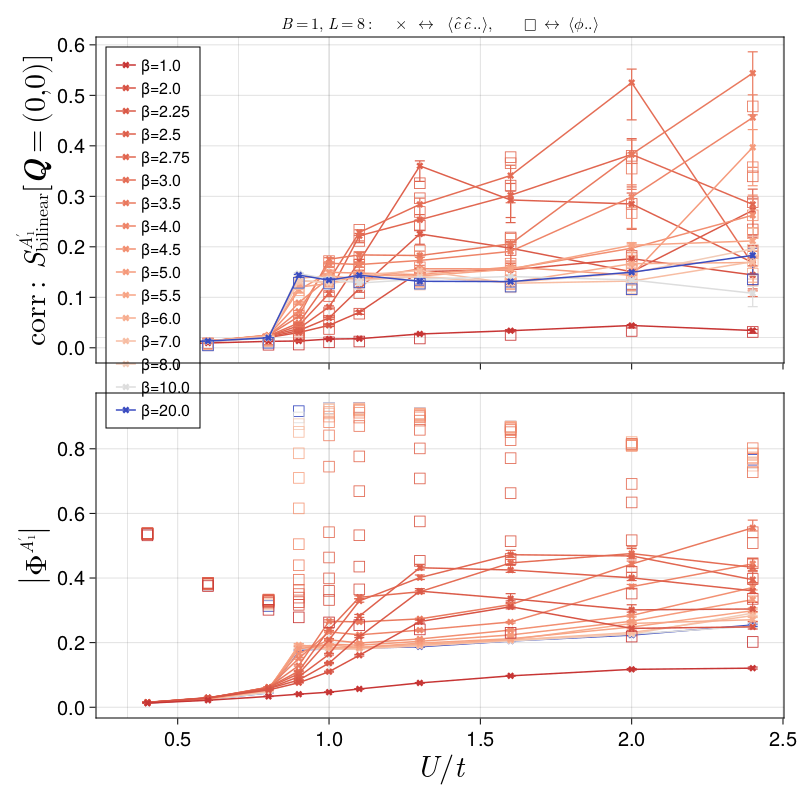 B = 1, L = 8 : × ↔ ⟨ĉ ĉ ..⟩, □ ↔ ⟨ϕ..⟩
corr: 𝒮^{A′₁}_{bilinear}[𝑸 = (0,0)]
0.6
0.5
0.4
0.3
0.2
0.1
0.0
β=1.0
β=2.0
β=2.25
β=2.5
β=2.75
β=3.0
β=3.5
β=4.0
β=4.5
β=5.0
β=5.5
β=6.0
β=7.0
β=8.0
β=10.0
β=20.0
|Φ^{A′₁}|
0.8
0.6
0.4
0.2
0.0
0.5 1.0 1.5 2.0 2.5
U/t